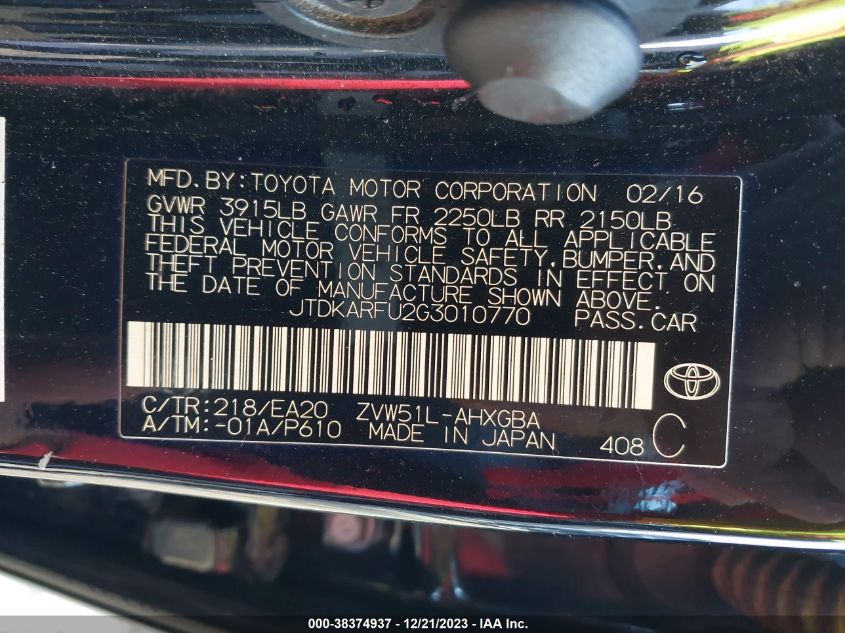 MFD.BY:TOYOTA MOTOR CORPORATION 02/16
GVWR 3915LB GAWR FR 2250LB RR 2150LB
THIS VEHICLE CONFORMS TO ALL APPLICABLE
FEDERAL MOTOR VEHICLE SAFETY,BUMPER,AND
THEFT PREVENTION STANDARDS IN EFFECT ON
THE DATE OF MANUFACTURE SHOWN ABOVE.
JTDKARFU2G3010770 PASS.CAR
C/TR:218/EA20 ZVW51L-AHXGBA
A/TM:-01A/P610 MADE IN JAPAN 408 C
000-38374937 - 12/21/2023 - IAA Inc.